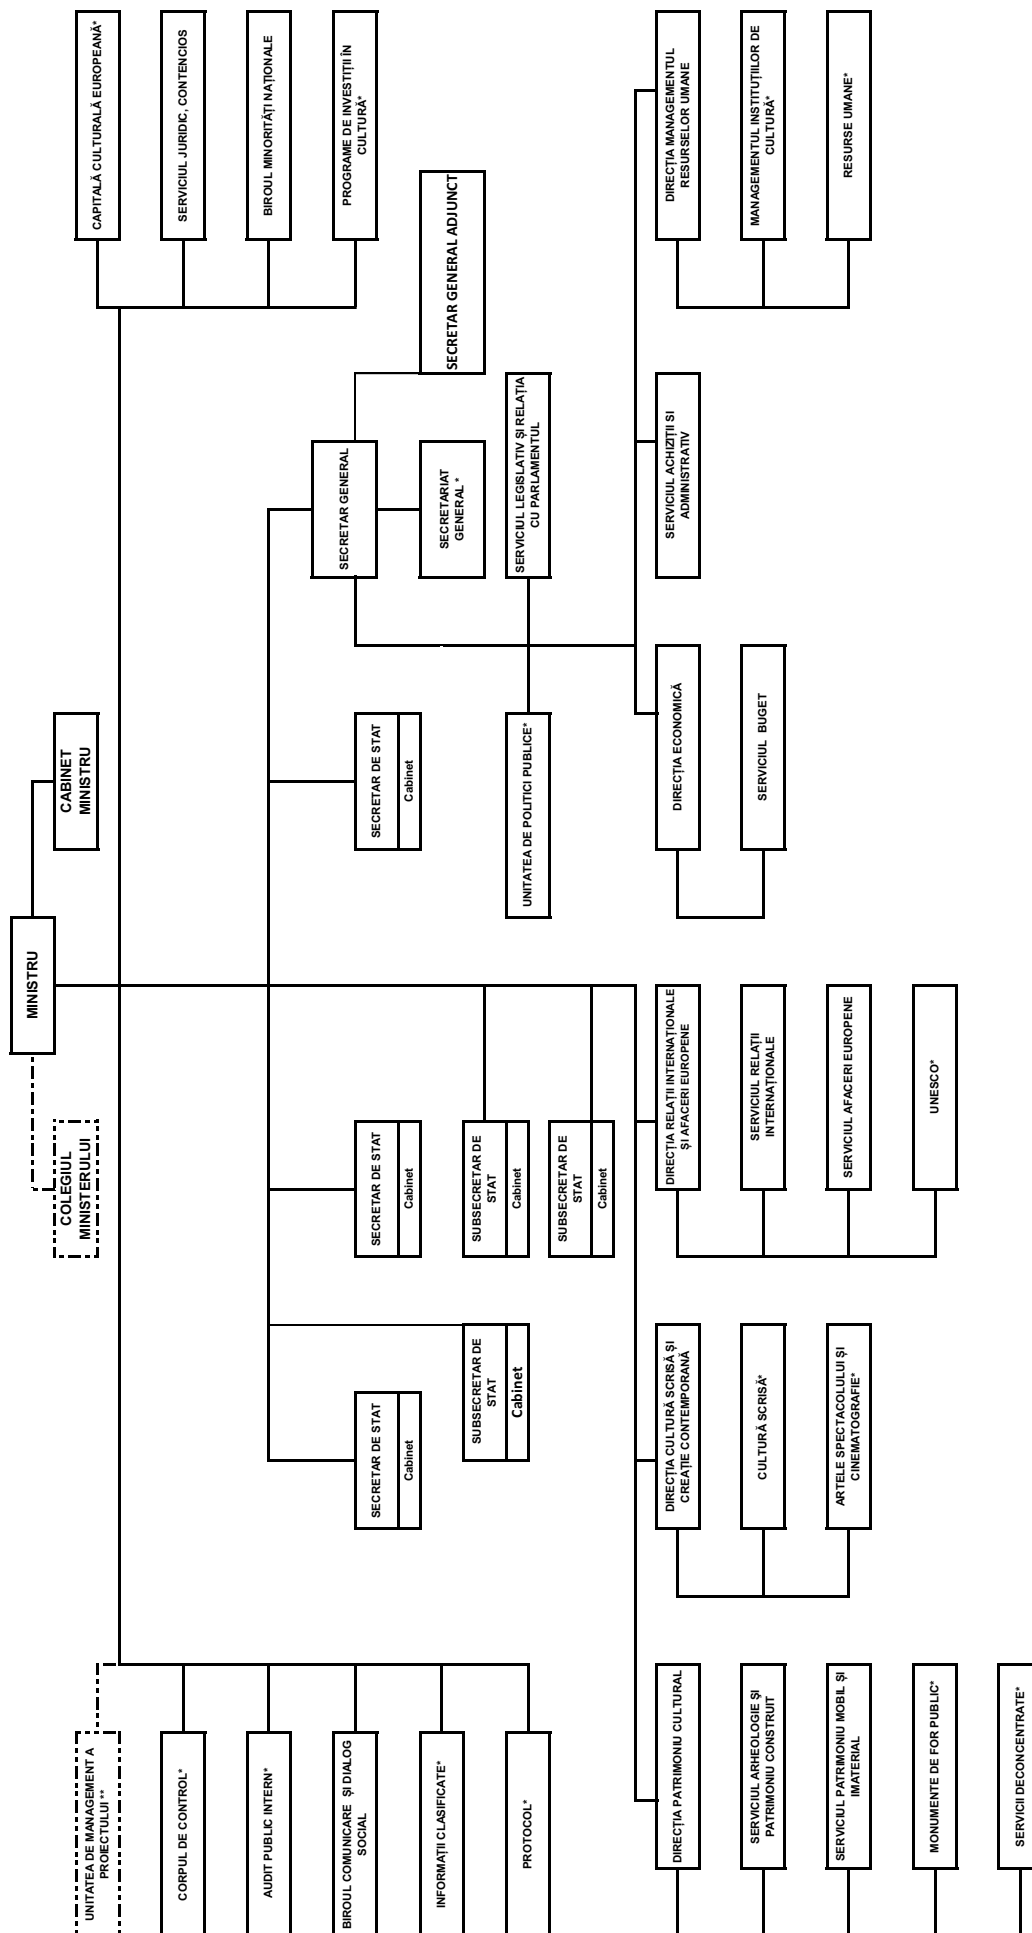 MINISTRU
COLEGIUL
MINISTERULUI
CABINET
MINISTRU
UNITATEA DE MANAGEMENT A
PROIECTULUI **
CORPUL DE CONTROL*
AUDIT PUBLIC INTERN*
BIROUL COMUNICARE ȘI DIALOG
SOCIAL
INFORMAȚII CLASIFICATE*
PROTOCOL*
CAPITALĂ CULTURALĂ EUROPEANĂ*
SERVICIUL JURIDIC, CONTENCIOS
BIROUL MINORITĂȚI NAȚIONALE
PROGRAME DE INVESTIȚII ÎN
CULTURĂ*
SECRETAR DE STAT
Cabinet
SUBSECRETAR DE
STAT
Cabinet
SECRETAR DE STAT
Cabinet
SUBSECRETAR DE
STAT
Cabinet
SUBSECRETAR DE
STAT
Cabinet
SECRETAR DE STAT
Cabinet
SECRETAR GENERAL
SECRETARIAT
GENERAL *
SECRETAR GENERAL ADJUNCT
UNITATEA DE POLITICI PUBLICE*
SERVICIUL LEGISLATIV ȘI RELAȚIA
CU PARLAMENTUL
DIRECȚIA PATRIMONIU CULTURAL
SERVICIUL ARHEOLOGIE ȘI
PATRIMONIU CONSTRUIT
SERVICIUL PATRIMONIU MOBIL ȘI
IMATERIAL
MONUMENTE DE FOR PUBLIC*
SERVICII DECONCENTRATE*
DIRECȚIA CULTURĂ SCRISĂ ȘI
CREAȚIE CONTEMPORANĂ
CULTURĂ SCRISĂ*
ARTELE SPECTACOLULUI ȘI
CINEMATOGRAFIE*
DIRECȚIA RELAȚII INTERNAȚIONALE
ȘI AFACERI EUROPENE
SERVICIUL RELAȚII
INTERNAȚIONALE
SERVICIUL AFACERI EUROPENE
UNESCO*
DIRECȚIA ECONOMICĂ
SERVICIUL BUGET
SERVICIUL ACHIZIȚII SI
ADMINISTRATIV
DIRECȚIA MANAGEMENTUL
RESURSELOR UMANE
MANAGEMENTUL INSTITUȚIILOR DE
CULTURĂ*
RESURSE UMANE*